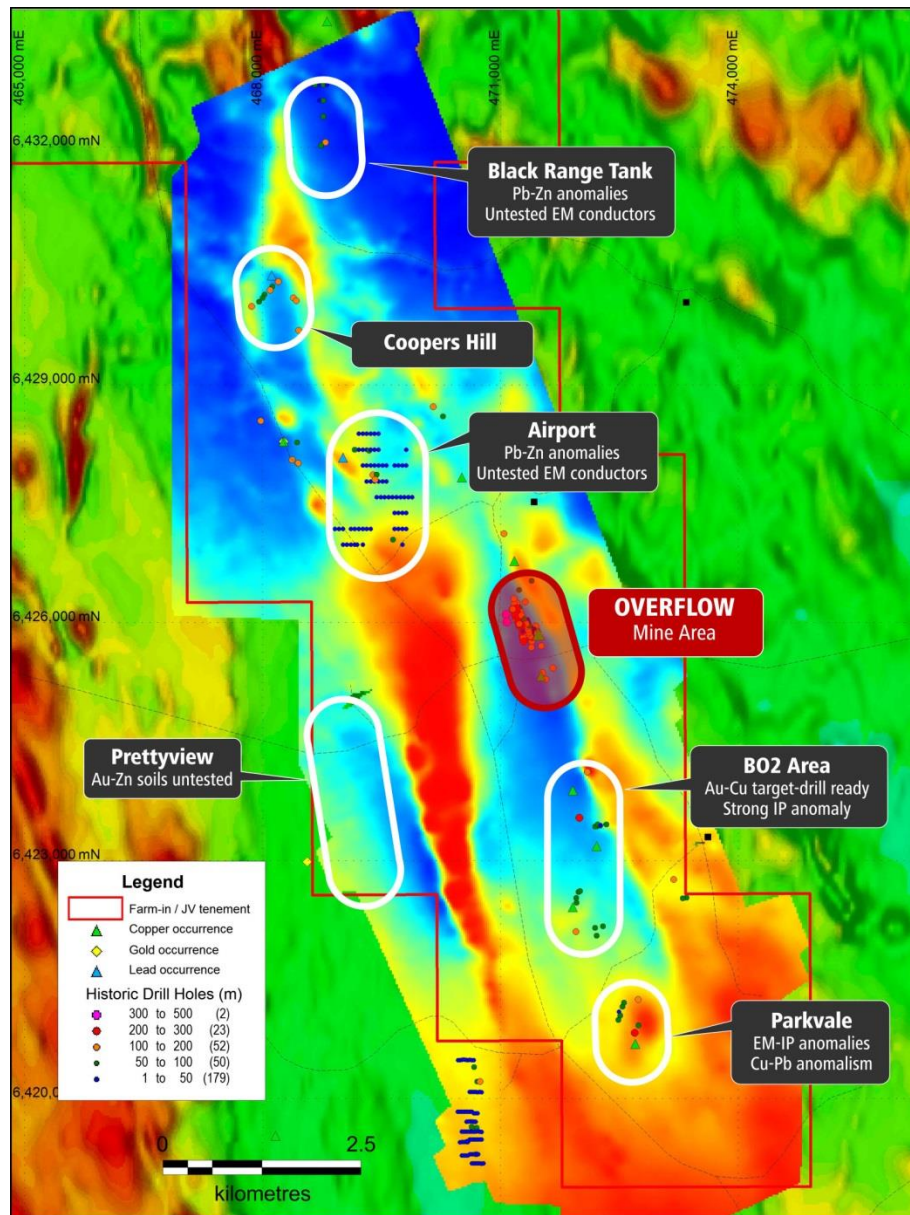 465,000 mE
468,000 mE
471,000 mE
474,000 mE
6,432,000 mN
Black Range Tank
Pb-Zn anomalies
Untested EM conductors
Coopers Hill
6,429,000 mN
Airport
Pb-Zn anomalies
Untested EM conductors
6,426,000 mN
OVERFLOW
Mine Area
Prettyview
Au-Zn soils untested
BO2 Area
Au-Cu target-drill ready
Strong IP anomaly
6,423,000 mN
Legend
Farm-in / JV tenement
Copper occurrence
Gold occurrence
Lead occurrence
Historic Drill Holes (m)
300 to 500 (2)
200 to 300 (23)
100 to 200 (52)
50 to 100 (50)
1 to 50 (179)
Parkvale
EM-IP anomalies
Cu-Pb anomalism
6,420,000 mN
0 2.5
kilometres